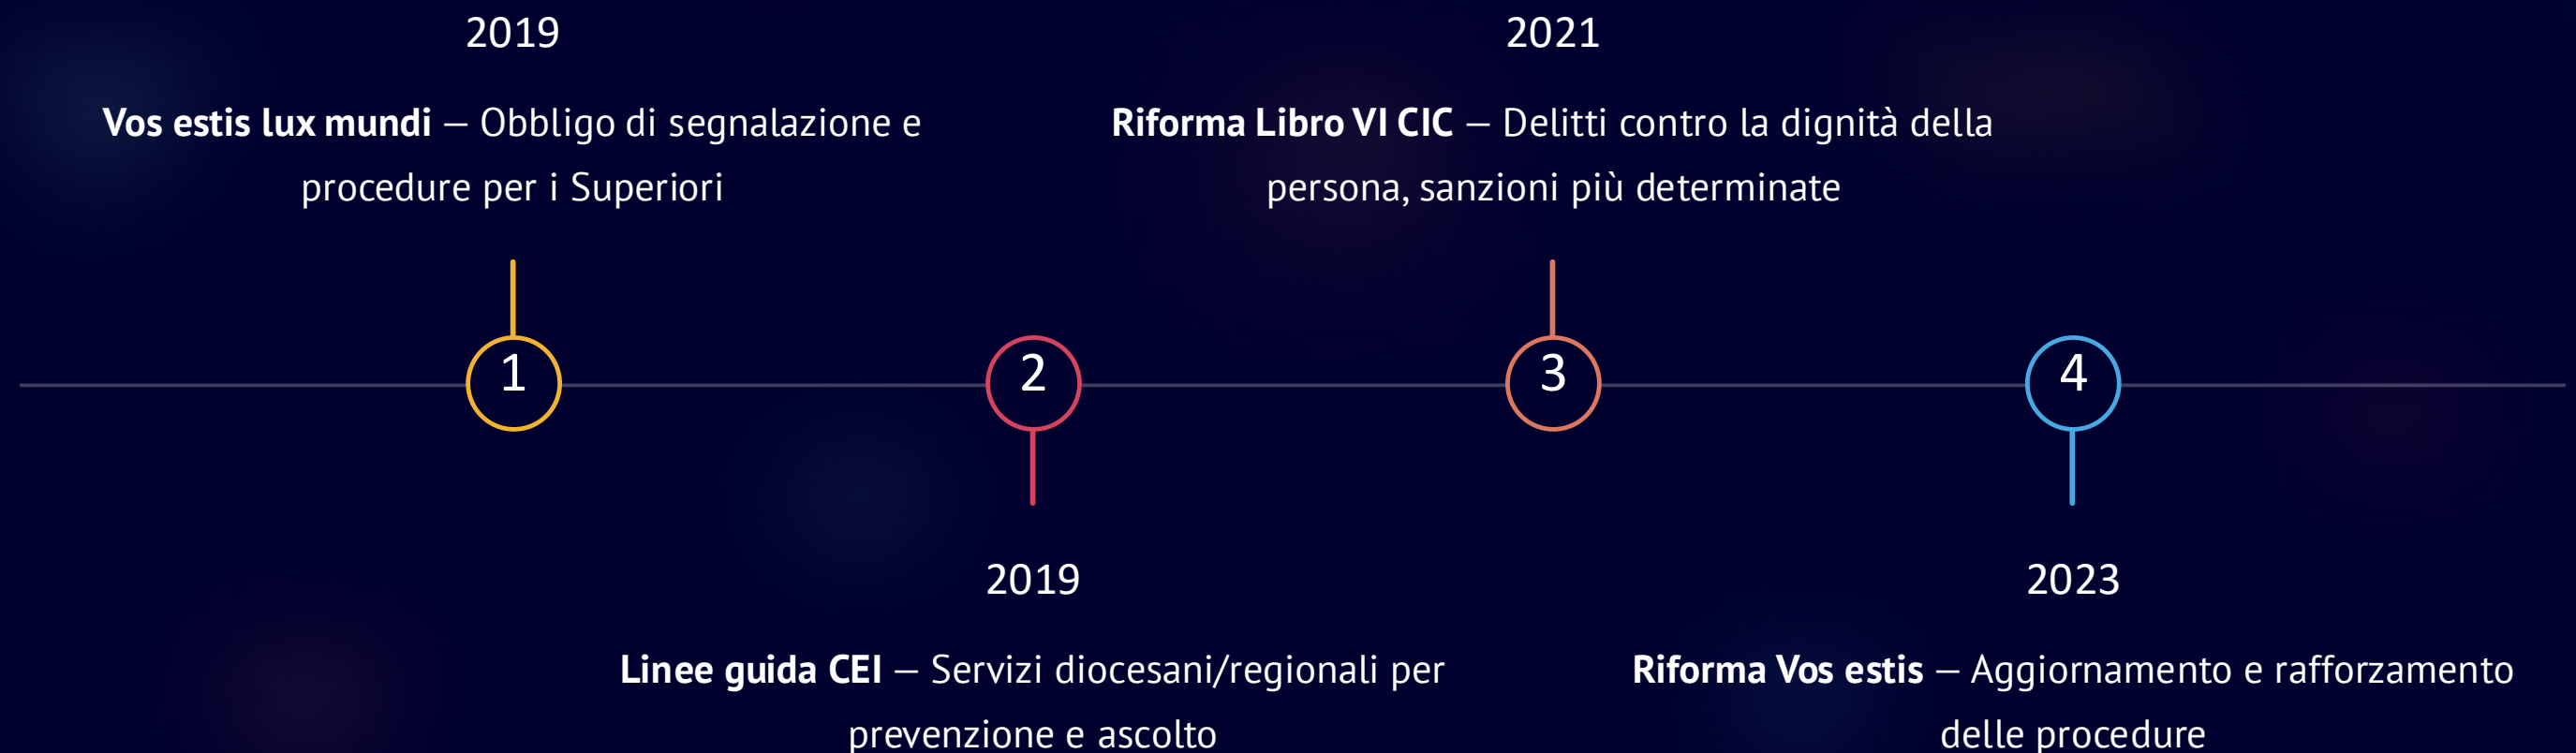 2019
Vos estis lux mundi — Obbligo di segnalazione e
procedure per i Superiori
1
2
2019
Linee guida CEI — Servizi diocesani/regionali per
prevenzione e ascolto
2021
Riforma Libro VI CIC — Delitti contro la dignità della
persona, sanzioni più determinate
3
4
2023
Riforma Vos estis — Aggiornamento e rafforzamento
delle procedure